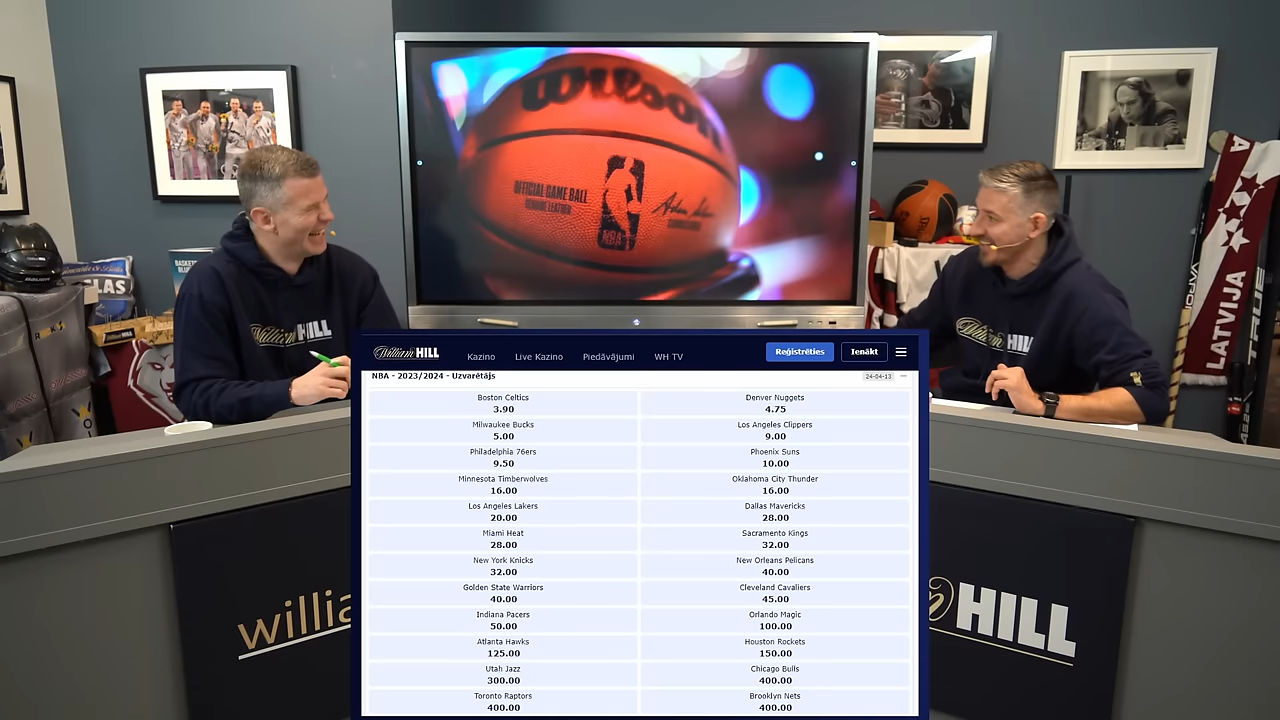 Wilson
OFFICIAL GAME BALL
GENUINE LEATHER
NBA
William HILL
William HILL
LATVIJA
TRUE
William HILL
Kazino
Live Kazino
Piedāvājumi
WH TV
Reģistrēties
Ienākt
NBA - 2023/2024 - Uzvarētājs
24-04-13
Boston Celtics
3.90
Denver Nuggets
4.75
Milwaukee Bucks
5.00
Los Angeles Clippers
9.00
Philadelphia 76ers
9.50
Phoenix Suns
10.00
Minnesota Timberwolves
16.00
Oklahoma City Thunder
16.00
Los Angeles Lakers
20.00
Dallas Mavericks
28.00
Miami Heat
28.00
Sacramento Kings
32.00
New York Knicks
32.00
New Orleans Pelicans
40.00
Golden State Warriors
40.00
Cleveland Cavaliers
45.00
Indiana Pacers
50.00
Orlando Magic
100.00
Atlanta Hawks
125.00
Houston Rockets
150.00
Utah Jazz
300.00
Chicago Bulls
400.00
Toronto Raptors
400.00
Brooklyn Nets
400.00
willia
HILL